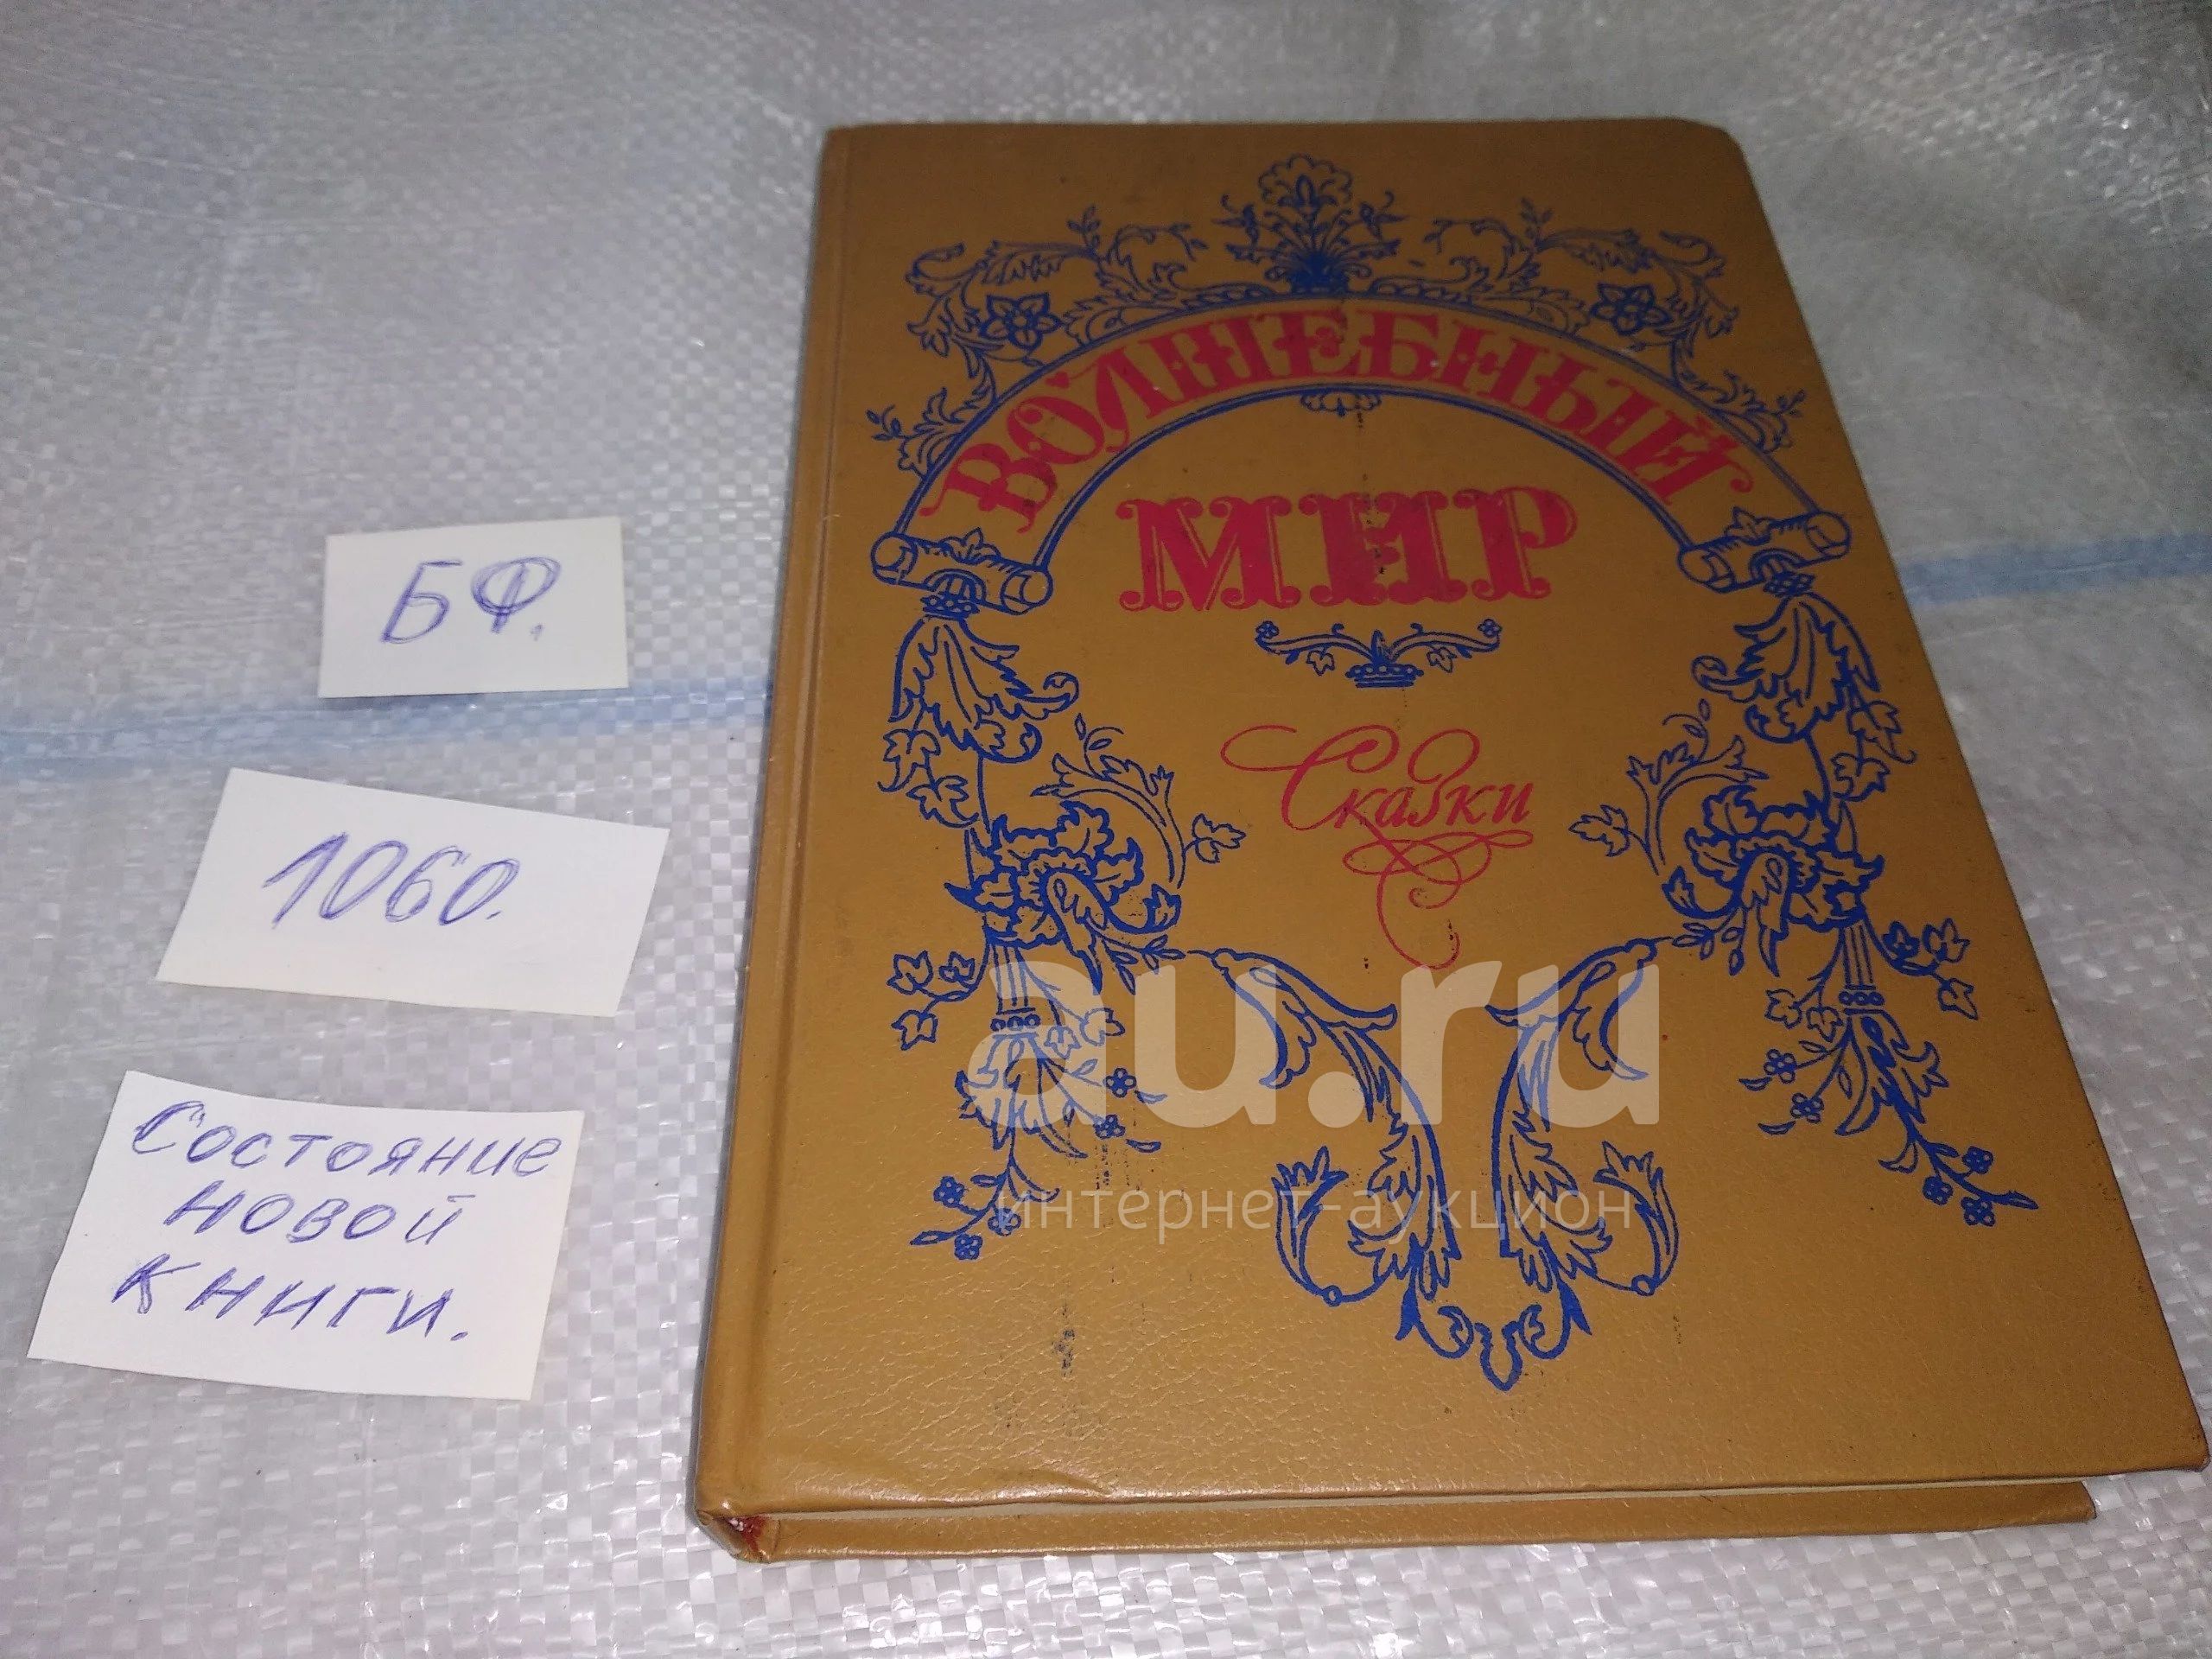 БФ.
1060.
Состояние
новой
книги.
ВОЛШЕБНЫЙ
МИР
Сказки
au.ru
интернет-аукцион